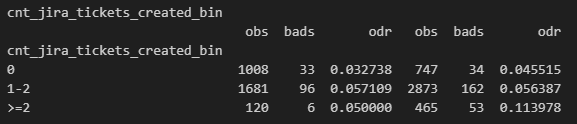 cnt_jira_tickets_created_bin
obs bads odr obs bads odr
cnt_jira_tickets_created_bin
0 1008 33 0.032738 747 34 0.045515
1-2 1681 96 0.057109 2873 162 0.056387
>=2 120 6 0.050000 465 53 0.113978